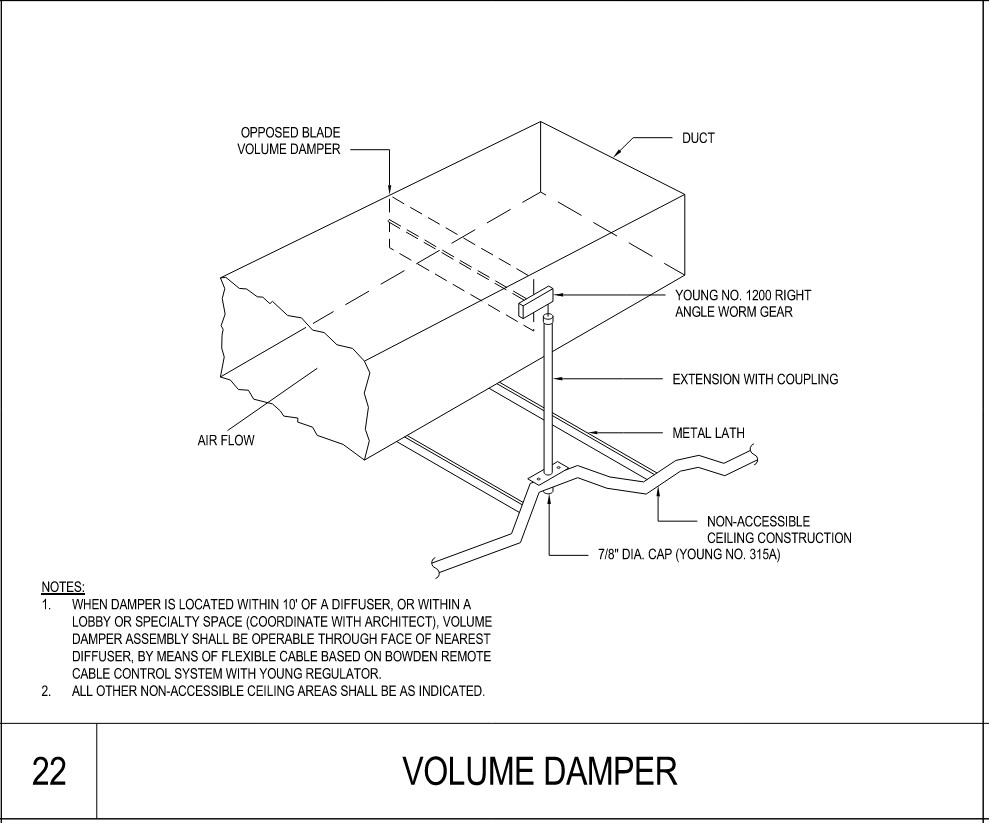 OPPOSED BLADE
VOLUME DAMPER
DUCT
YOUNG NO. 1200 RIGHT
ANGLE WORM GEAR
EXTENSION WITH COUPLING
METAL LATH
AIR FLOW
NON-ACCESSIBLE
CEILING CONSTRUCTION
7/8" DIA. CAP (YOUNG NO. 315A)
NOTES:
1. WHEN DAMPER IS LOCATED WITHIN 10' OF A DIFFUSER, OR WITHIN A
LOBBY OR SPECIALTY SPACE (COORDINATE WITH ARCHITECT), VOLUME
DAMPER ASSEMBLY SHALL BE OPERABLE THROUGH FACE OF NEAREST
DIFFUSER, BY MEANS OF FLEXIBLE CABLE BASED ON BOWDEN REMOTE
CABLE CONTROL SYSTEM WITH YOUNG REGULATOR.
2. ALL OTHER NON-ACCESSIBLE CEILING AREAS SHALL BE AS INDICATED.
22
VOLUME DAMPER